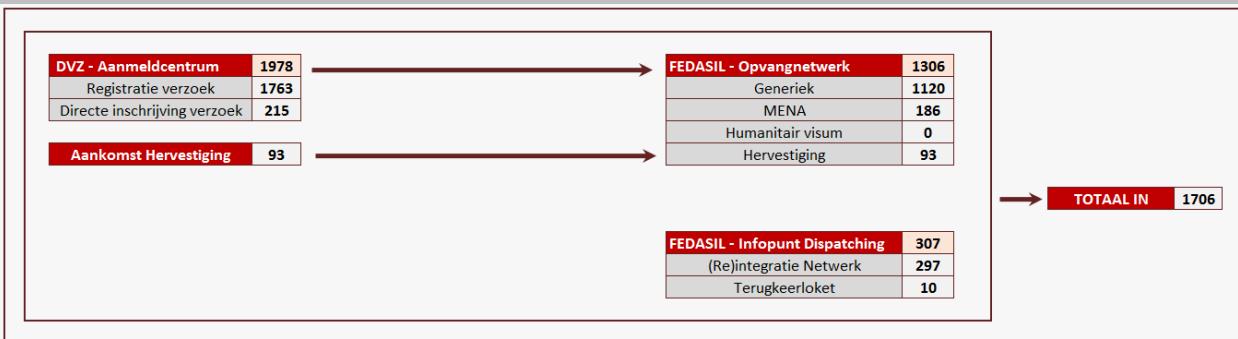 DVZ - Aanmeldcentrum 1978
Registratie verzoek 1763
Directe inschrijving verzoek 215
Aankomst Hervestiging 93
FEDASIL - Opvangnetwerk 1306
Generiek 1120
MENA 186
Humanitair visum 0
Hervestiging 93
FEDASIL - Infopunt Dispatching 307
(Re)integratie Netwerk 297
Terugkeerloket 10
TOTAAL IN 1706